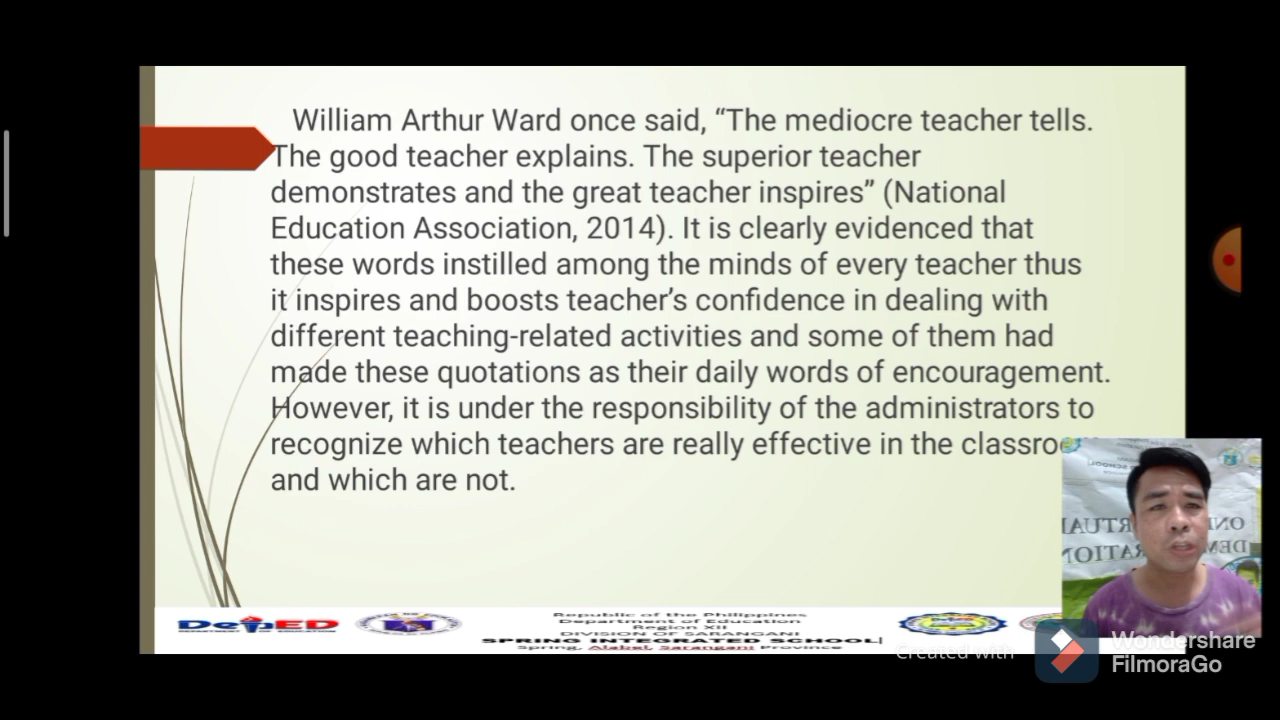 William Arthur Ward once said, “The mediocre teacher tells.
The good teacher explains. The superior teacher
demonstrates and the great teacher inspires” (National
Education Association, 2014). It is clearly evidenced that
these words instilled among the minds of every teacher thus
it inspires and boosts teacher’s confidence in dealing with
different teaching-related activities and some of them had
made these quotations as their daily words of encouragement.
However, it is under the responsibility of the administrators to
recognize which teachers are really effective in the
and which are not.
DepED
DEPARTMENT OF EDUCATION
Republic of the Philippines
Department of Education
Region XII
DIVISION OF SARANGANI
SPRING INTEGRATED SCHOOL
Spring, Alabel, Sarangani Province
Created with
Wondershare
FilmoraGo